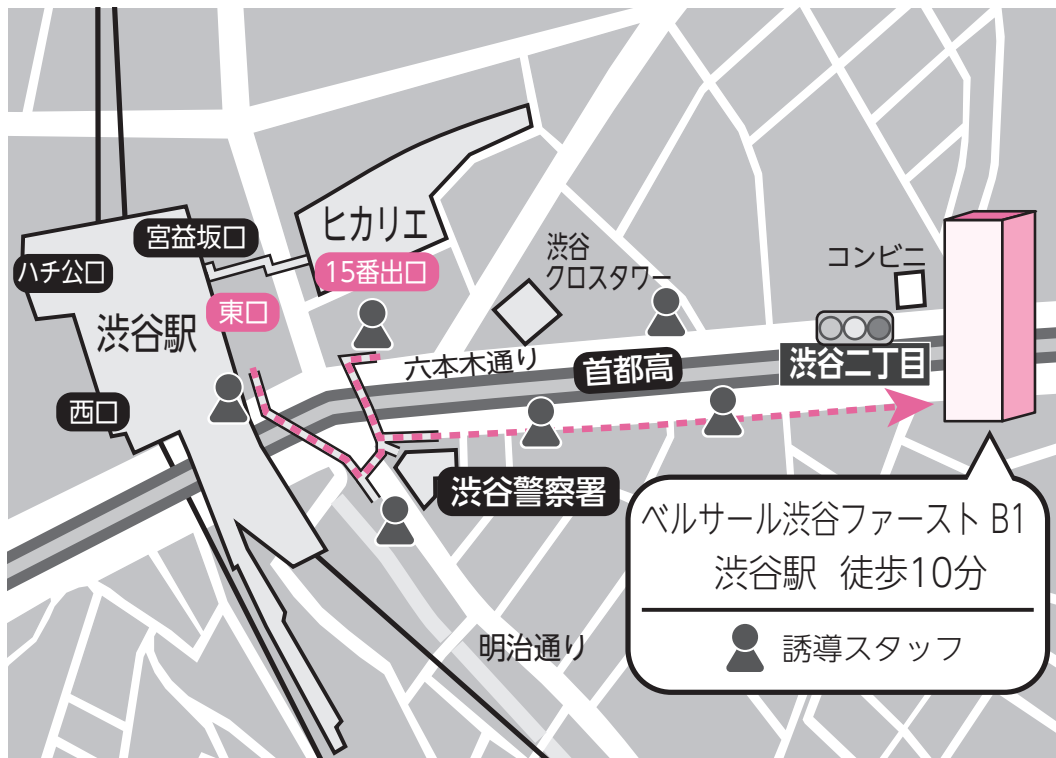 ヒカリエ
宮益坂口
15番出口
ハチ公口
東口
渋谷駅
西口
渋谷
クロスタワー
コンビニ
六本木通り
首都高
渋谷二丁目
渋谷警察署
明治通り
ベルサール渋谷ファースト B1
渋谷駅 徒歩10分
誘導スタッフ